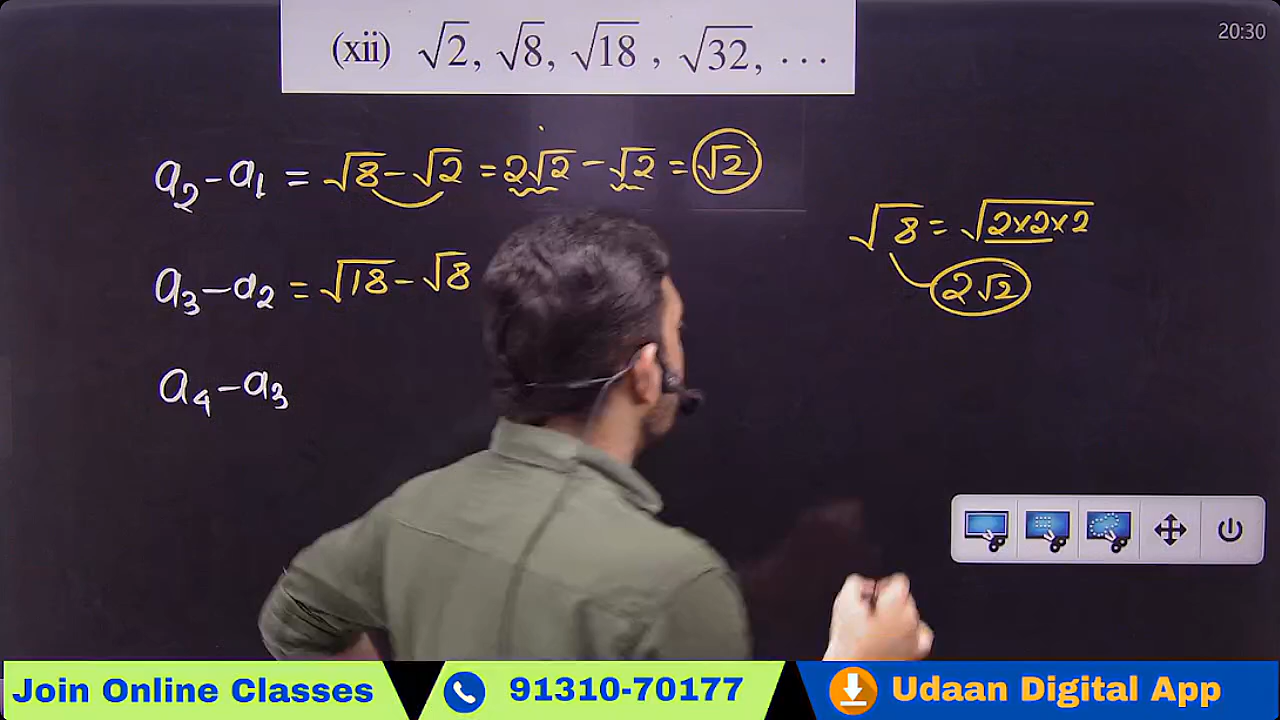 (xii) √2, √8, √18, √32, ...
20:30
a₂-a₁ = √8-√2 = 2√2 - √2 = √2
√8 = √2×2×2
2√2
a₃-a₂ = √18-√8
a₄-a₃
Join Online Classes
91310-70177
Udaan Digital App